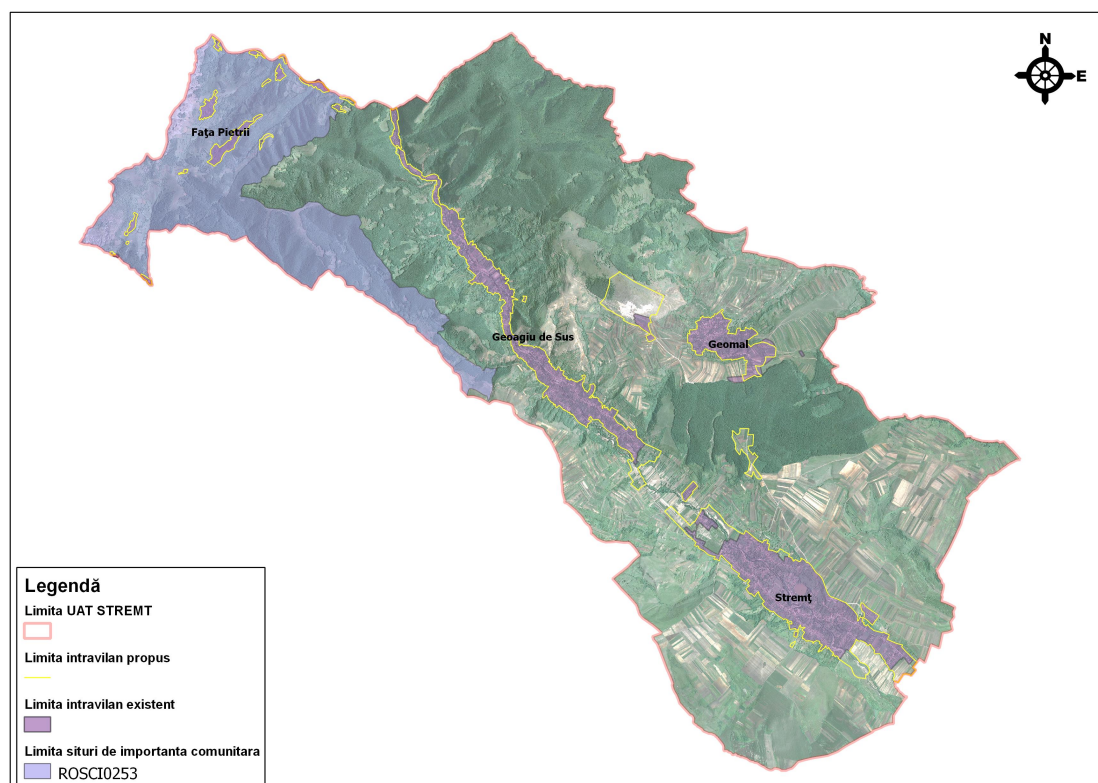 N
E
Fața Pietrii
Geoagiu de Sus
Geomal
Stremţ
Legendă
Limita UAT STREMT
Limita intravilan propus
Limita intravilan existent
Limita situri de importanta comunitara
ROSCI0253